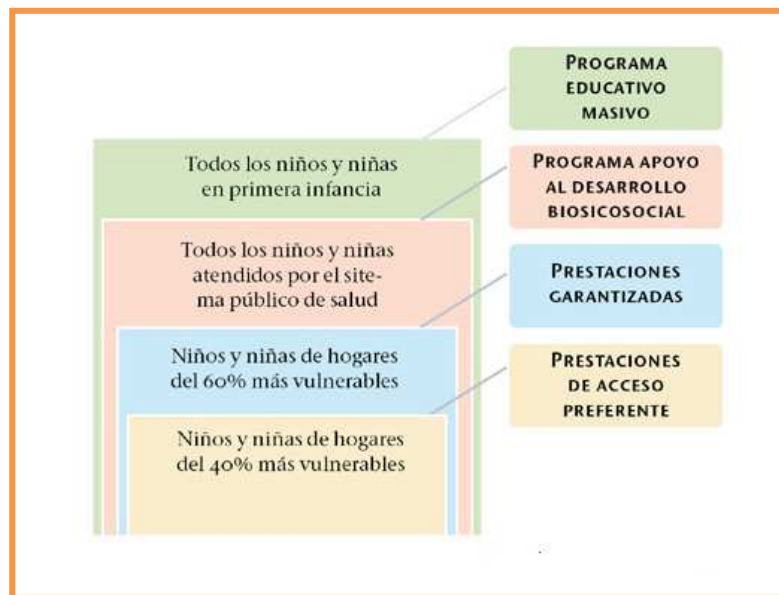 PROGRAMA
EDUCATIVO
MASIVO
Todos los niños y niñas
en primera infancia
PROGRAMA APOYO
AL DESARROLLO
BIOSICOSOCIAL
Todos los niños y niñas
atendidos por el site-
ma público de salud
PRESTACIONES
GARANTIZADAS
Niños y niñas de hogares
del 60% más vulnerables
PRESTACIONES
DE ACCESO
PREFERENTE
Niños y niñas de hogares
del 40% más vulnerables